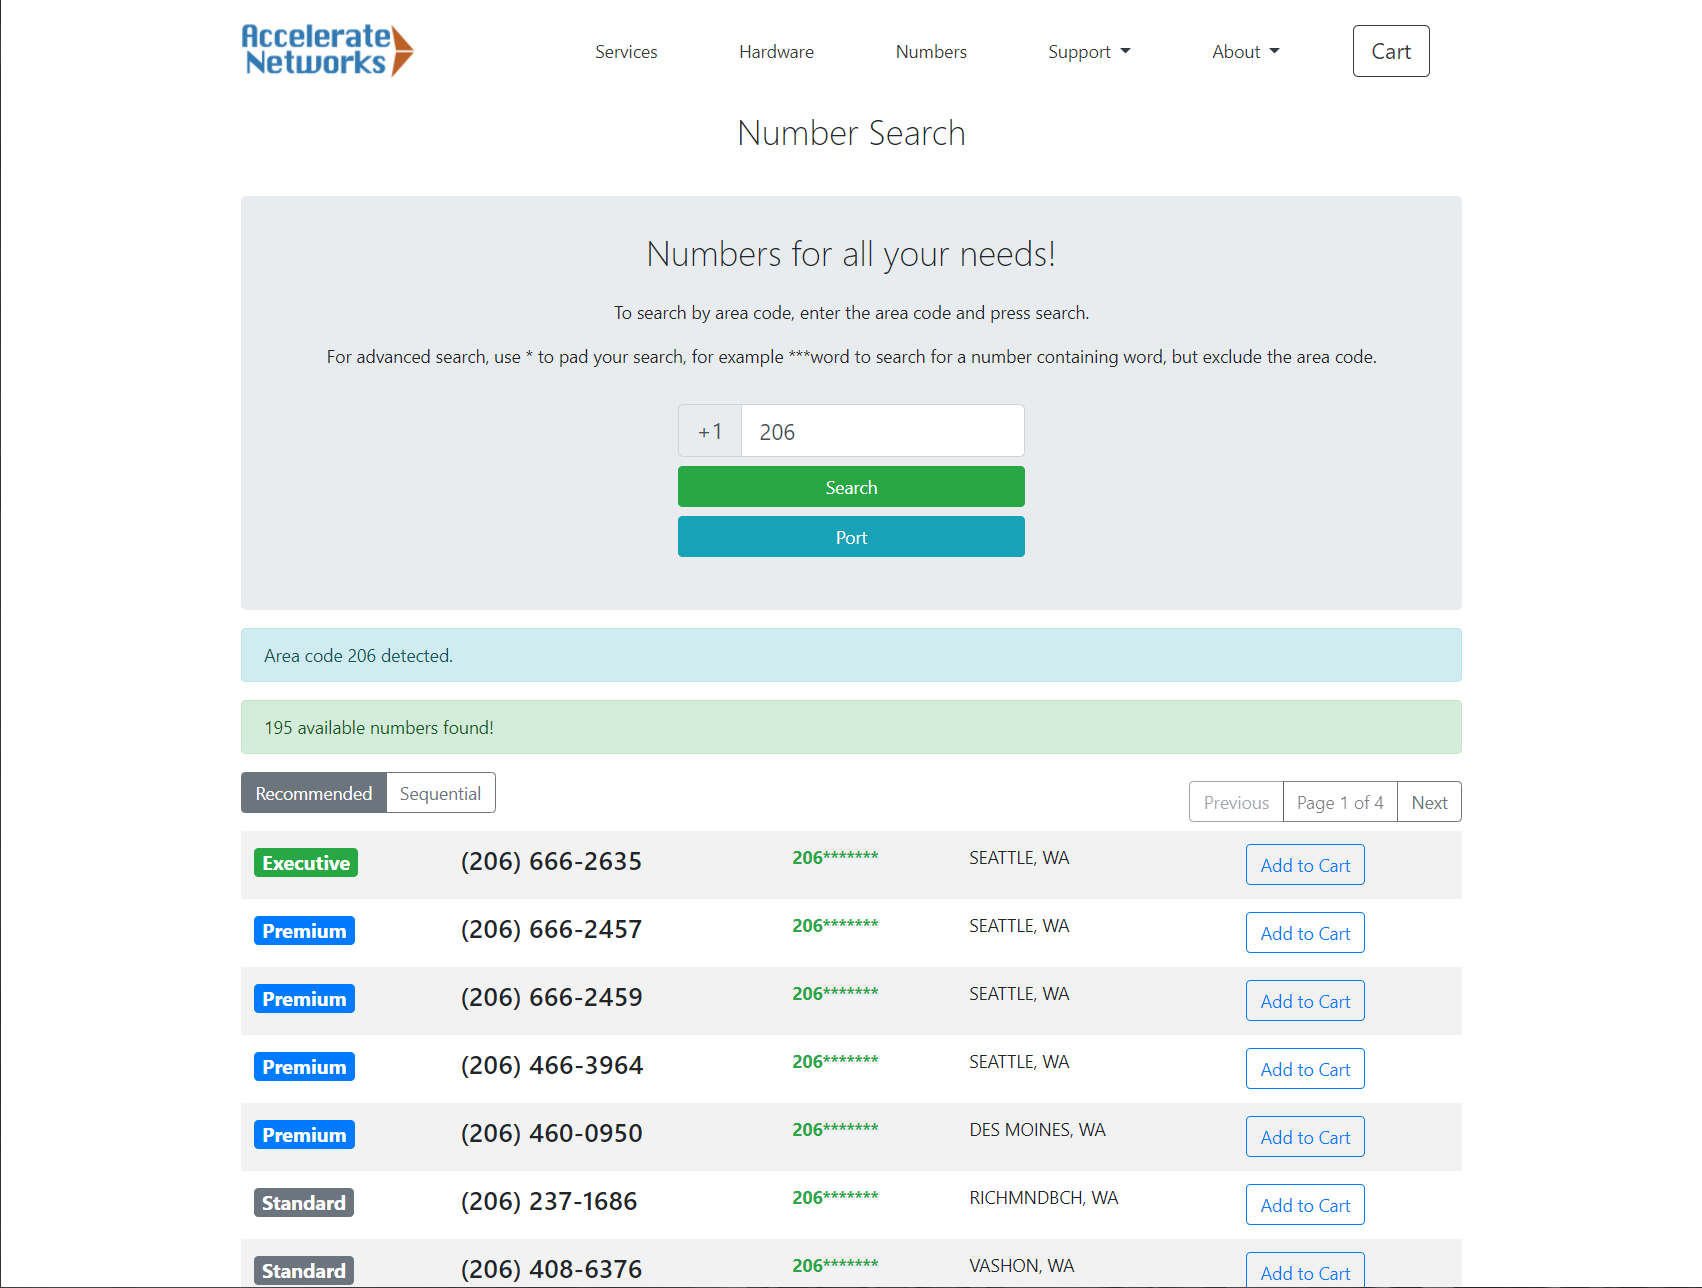 Accelerate
Networks
Services Hardware Numbers Support About Cart
Number Search
Numbers for all your needs!
To search by area code, enter the area code and press search.
For advanced search, use * to pad your search, for example ***word to search for a number containing word, but exclude the area code.
+1 206
Search
Port
Area code 206 detected.
195 available numbers found!
Recommended Sequential Previous Page 1 of 4 Next
Executive (206) 666-2635 206******* SEATTLE, WA Add to Cart
Premium (206) 666-2457 206******* SEATTLE, WA Add to Cart
Premium (206) 666-2459 206******* SEATTLE, WA Add to Cart
Premium (206) 466-3964 206******* SEATTLE, WA Add to Cart
Premium (206) 460-0950 206******* DES MOINES, WA Add to Cart
Standard (206) 237-1686 206******* RICHMNDBCH, WA Add to Cart
Standard (206) 408-6376 206******* VASHON, WA Add to Cart